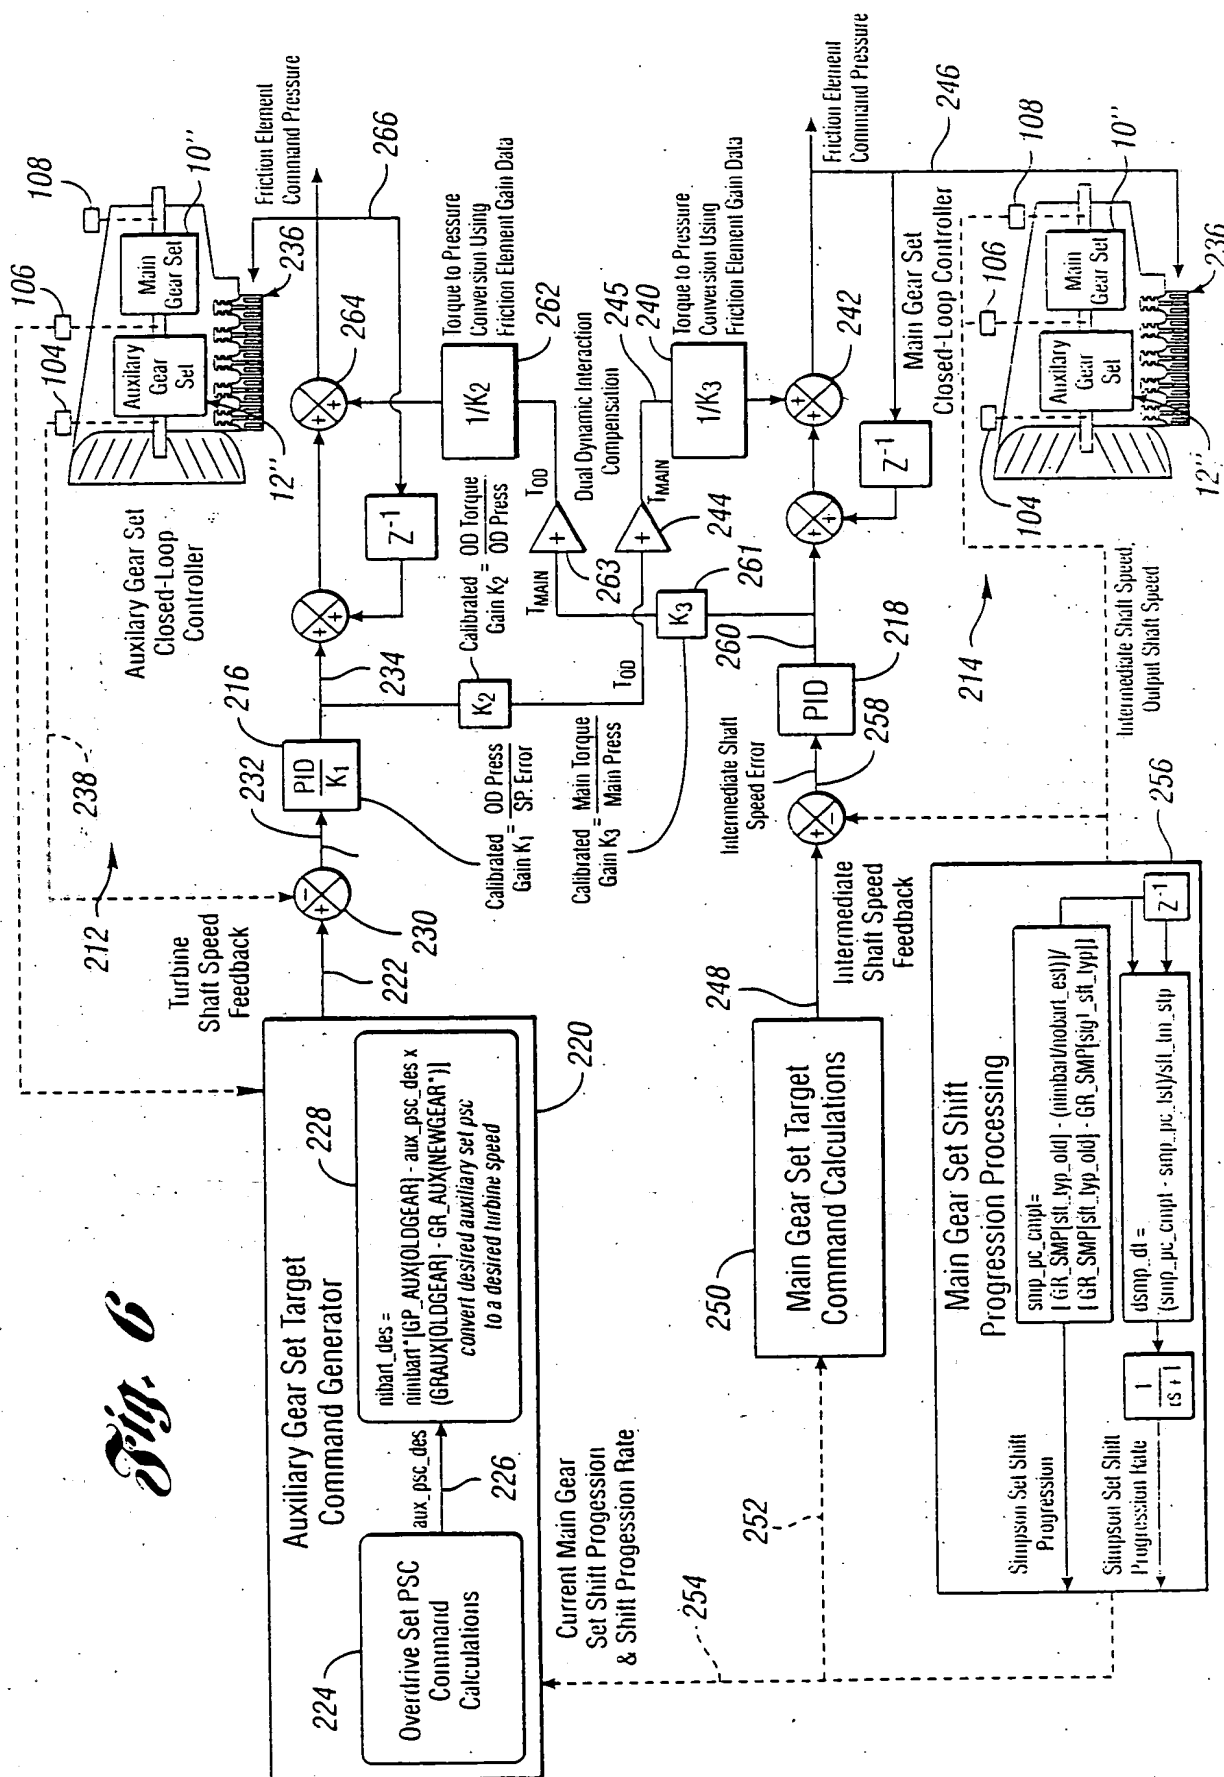 Fig. 6
Auxiliary Gear Set Target
Command Generator
224
Overdrive Set PSC
Command
Calculations
aux_psc_des
226
228
nibart_des =
nimbart*[GP_AUX[OLDGEAR] - aux_psc_des x
(GRAUX[OLDGEAR] - GR_AUX(NEWGEAR*)]
convert desired auxiliary set psc
to a desired turbine speed
220
Turbine
Shaft Speed
Feedback
222
212
238
230
232
PID
K1
216
234
Calibrated
Gain K1 =
OD Press
SP. Error
Auxilary Gear Set
Closed-Loop
Controller
K2
Calibrated
Gain K2 =
OD Torque
OD Press
Z-1
264
266
Friction Element
Command Pressure
104
106
108
Auxiliary
Gear
Set
Main
Gear Set
10''
12''
236
Calibrated
Gain K3 =
Main Torque
Main Press
TOD
TMAIN
K3
261
263
244
TOD
TMAIN
Dual Dynamic Interaction
Compensation
245
1/K2
262
Torque to Pressure
Conversion Using
Friction Element Gain Data
1/K3
240
Torque to Pressure
Conversion Using
Friction Element Gain Data
Current Main Gear
Set Shift Progession
& Shift Progession Rate
254
252
250
Main Gear Set Target
Command Calculations
248
Intermediate
Shaft Speed
Feedback
Intermediate Shaft
Speed Error
258
PID
218
260
242
Z-1
Main Gear Set
Closed-Loop Controller
Friction Element
Command Pressure
246
214
Intermediate Shaft Speed,
Output Shaft Speed
104
106
108
Auxiliary
Gear
Set
Main
Gear Set
10''
12''
236
Main Gear Set Shift
Progression Processing
256
smp_pc_cmpt=
[ GR_SMP[sft_typ_old] - (nimbart/nobart_est)]/
[ GR_SMP[sft_typ_old] - GR_SMP[sig1_sft_typ]]
dsmp_dt =
(smp_pc_cmpt - smp_pc_lst)/sft_tm_stp
Z-1
1
τs + 1
Simpson Set Shift
Progression
Simpson Set Shift
Progression Rate